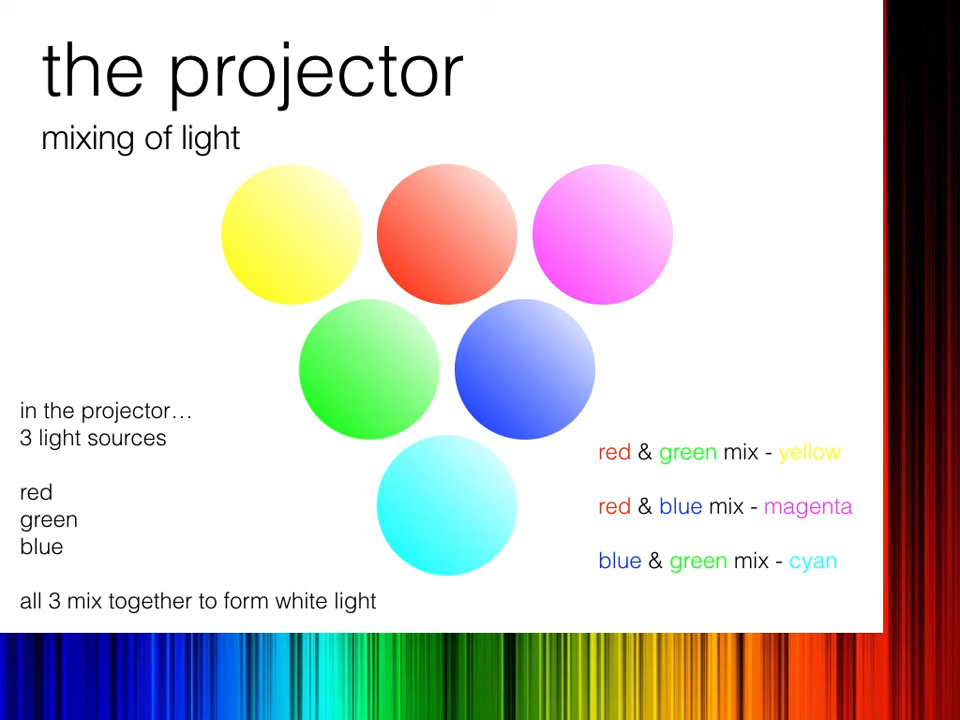 the projector
mixing of light
in the projector…
3 light sources
red
green
blue
all 3 mix together to form white light
red & green mix - yellow
red & blue mix - magenta
blue & green mix - cyan